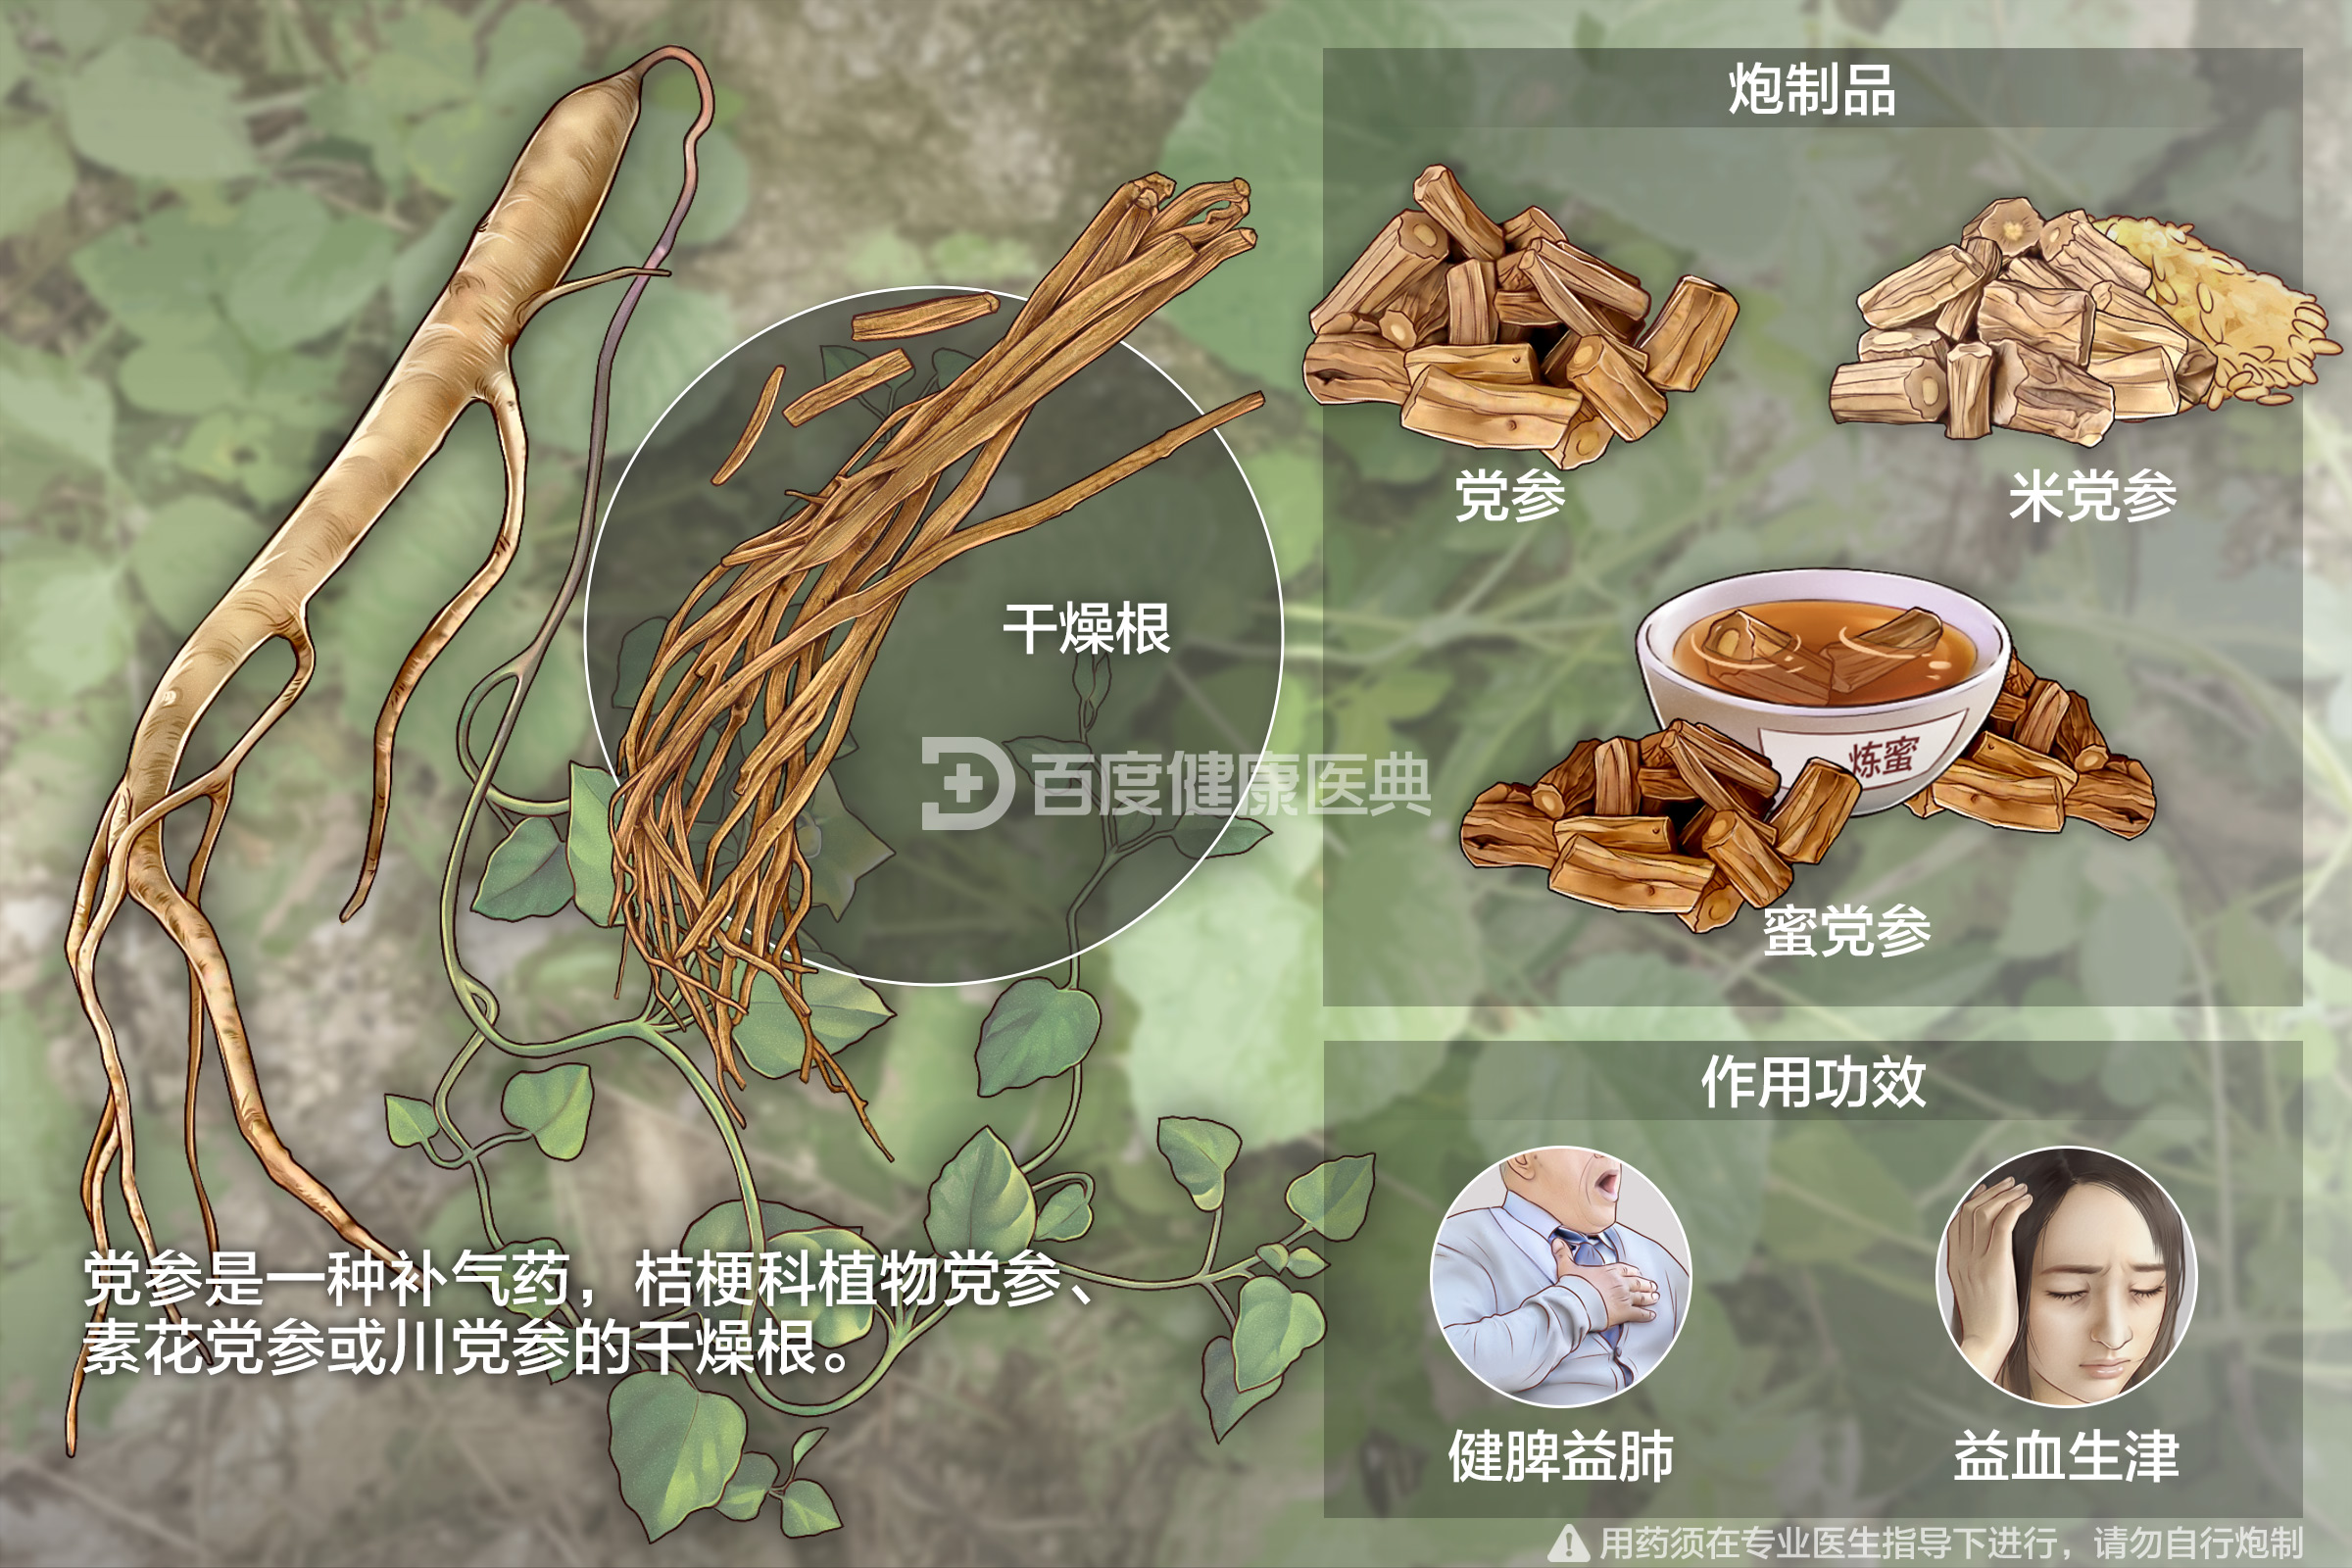 炮制品
党参
米党参
干燥根
炼蜜
百度健康医典
蜜党参
作用功效
健脾益肺
益血生津
党参是一种补气药，桔梗科植物党参、
素花党参或川党参的干燥根。
用药须在专业医生指导下进行，请勿自行炮制